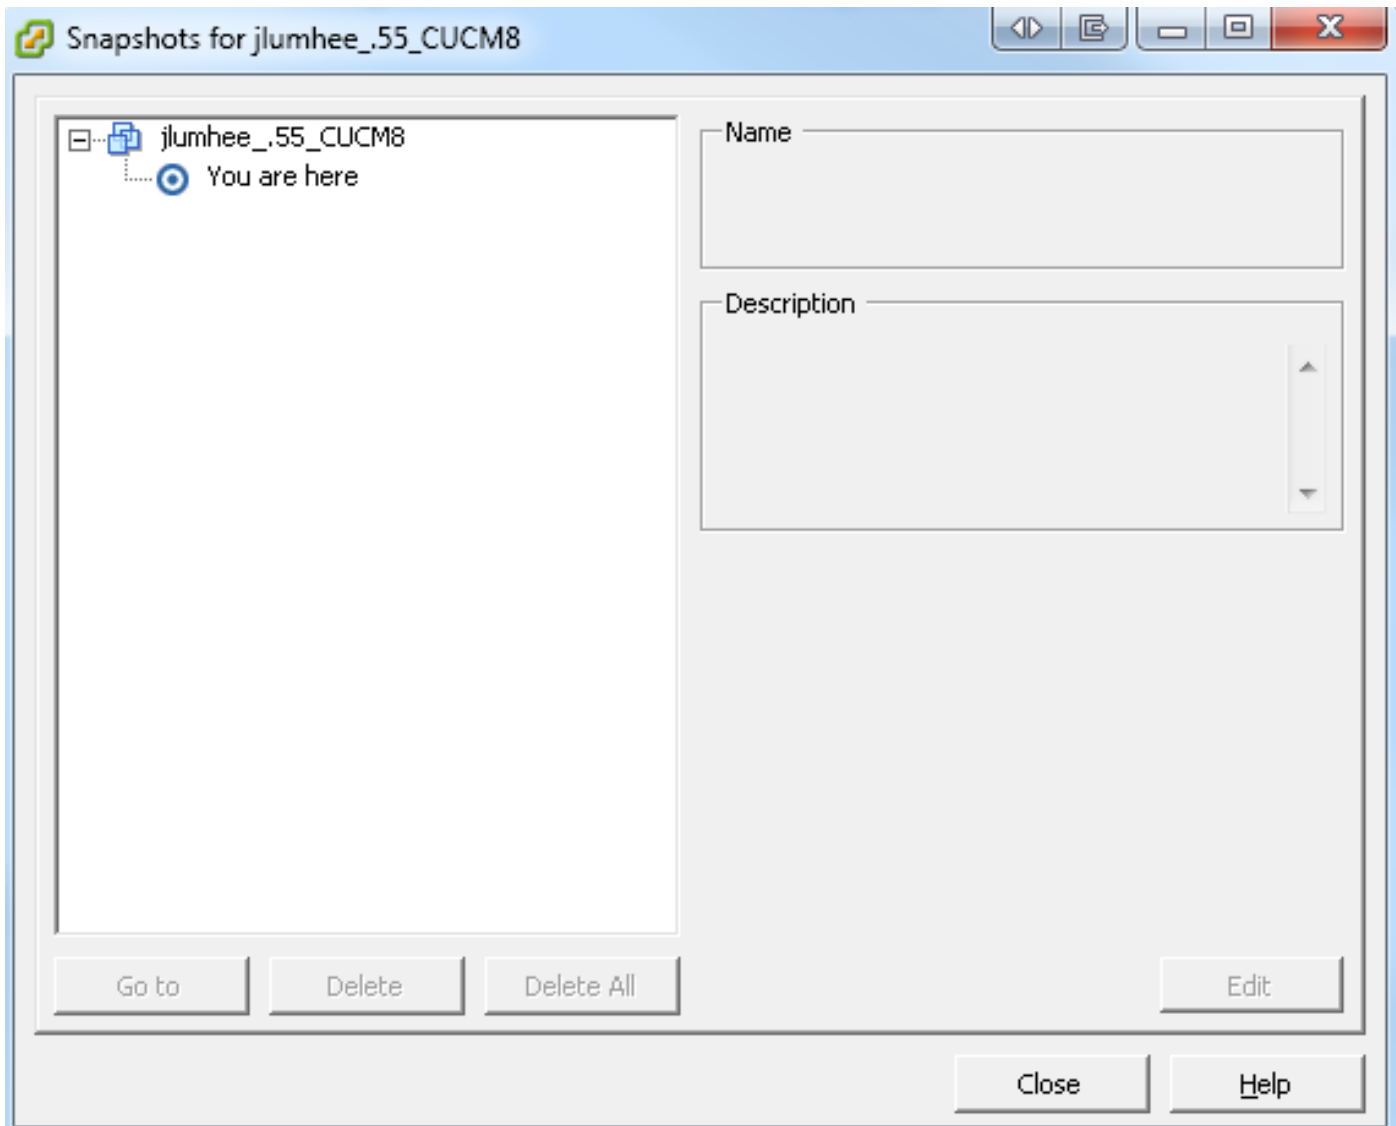 Snapshots for jlumhee_.55_CUCM8
jlumhee_.55_CUCM8
You are here
Name
Description
Go to
Delete
Delete All
Edit
Close
Help